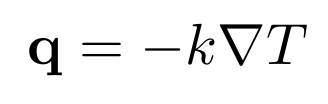 q = −k∇T